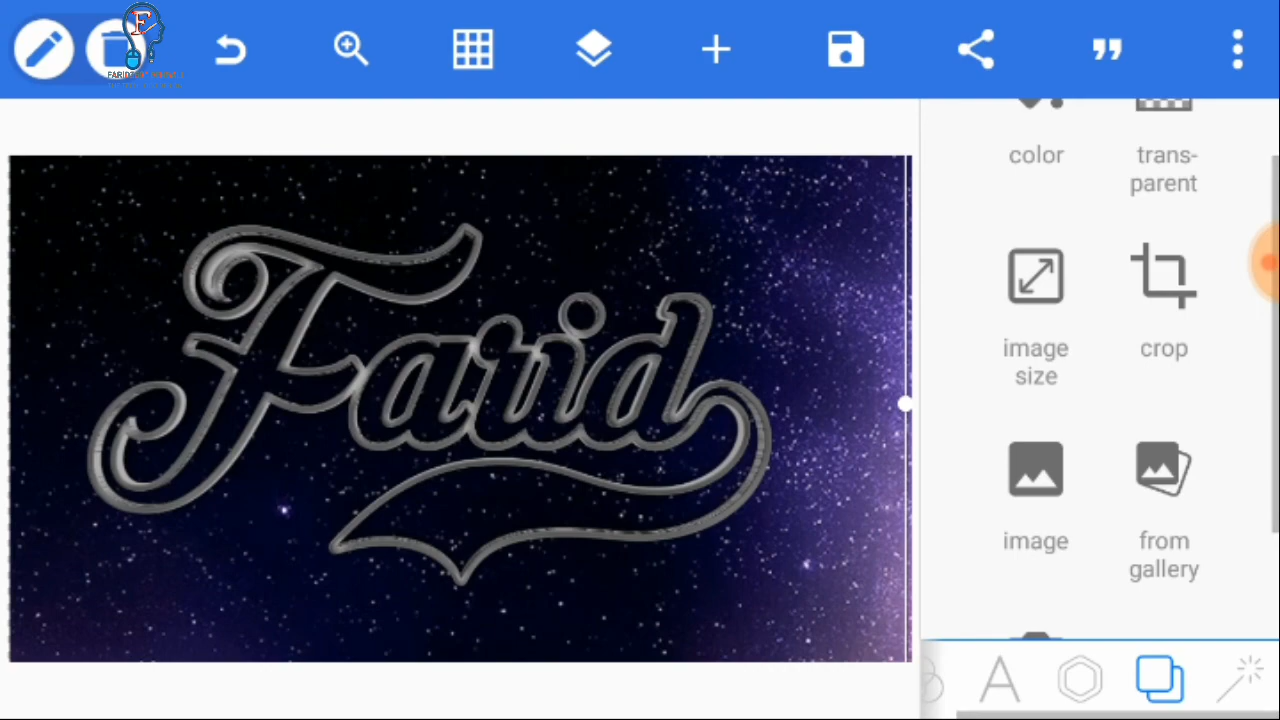 F
Farid
color
trans-
parent
image
size
crop
image
from
gallery
A